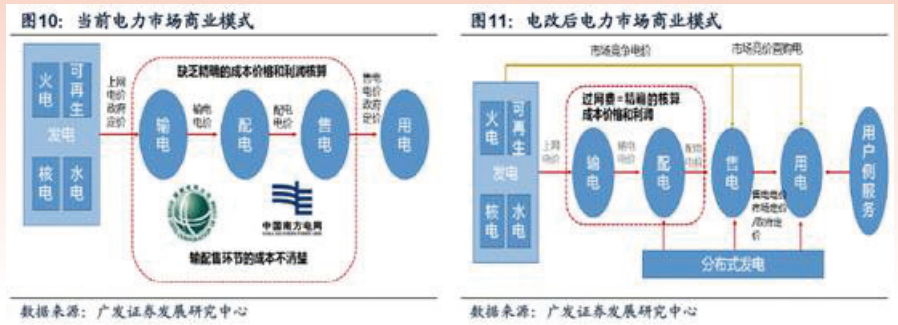 图10：当前电力市场商业模式
缺乏精确的成本价格和利润核算
火电
可再生
发电
核电
水电
上网
电价
政府
定价
输电
输电
电价
配电
配电
电价
售电
售电
电价
政府
定价
用电
中国南方电网
输配售环节的成本不清楚
数据来源：广发证券发展研究中心
图11：电改后电力市场商业模式
市场竞争电价
市场竞价直购电
火电
可再生
发电
核电
水电
上网
电价
过网费=精确的核算
成本价格和利润
输电
输电
电价
配电
配电
电价
售电
售电电价
市场定价
/政府定
价
用电
用户侧服务
分布式发电
数据来源：广发证券发展研究中心